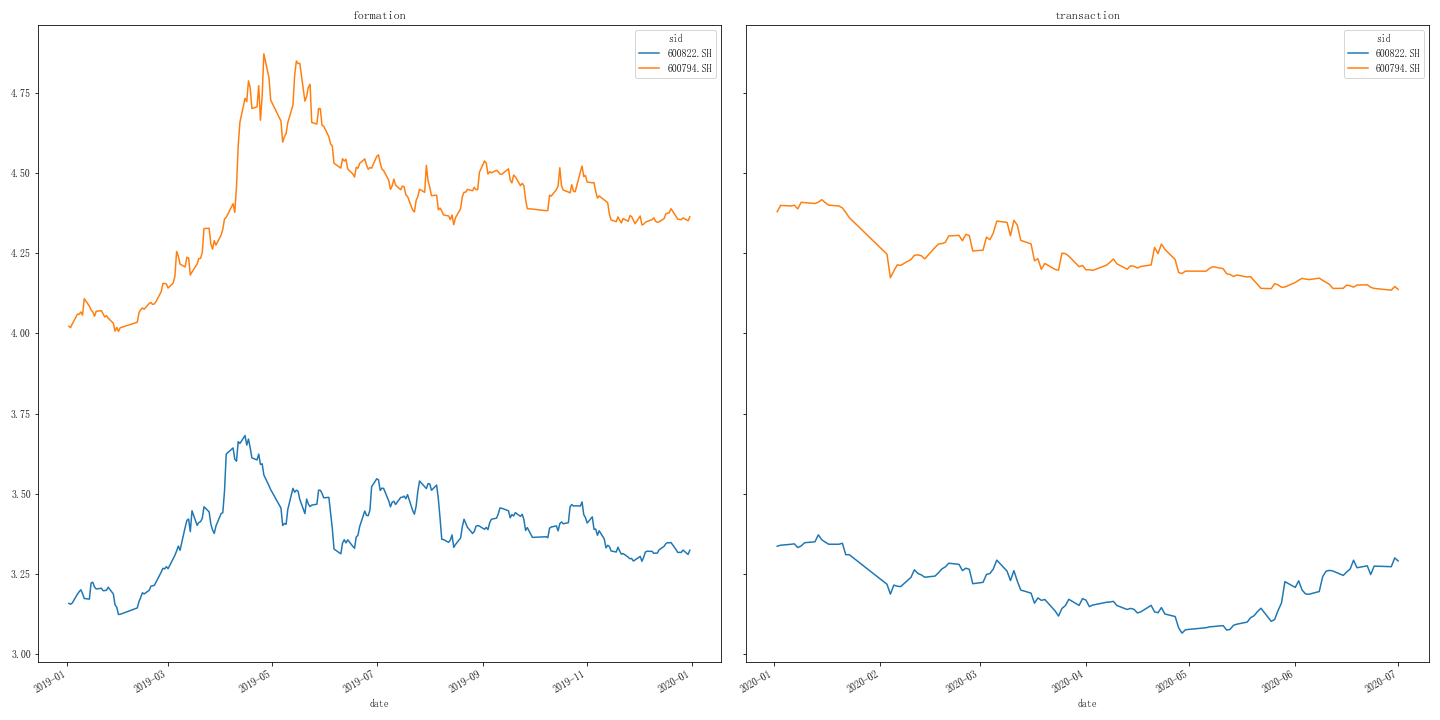 formation
sid
600822.SH
600794.SH
4.75
4.50
4.25
4.00
3.75
3.50
3.25
3.00
2019-01
2019-03
2019-05
2019-07
2019-09
2019-11
2020-01
date
transaction
sid
600822.SH
600794.SH
2020-01
2020-02
2020-03
2020-04
2020-05
2020-06
2020-07
date